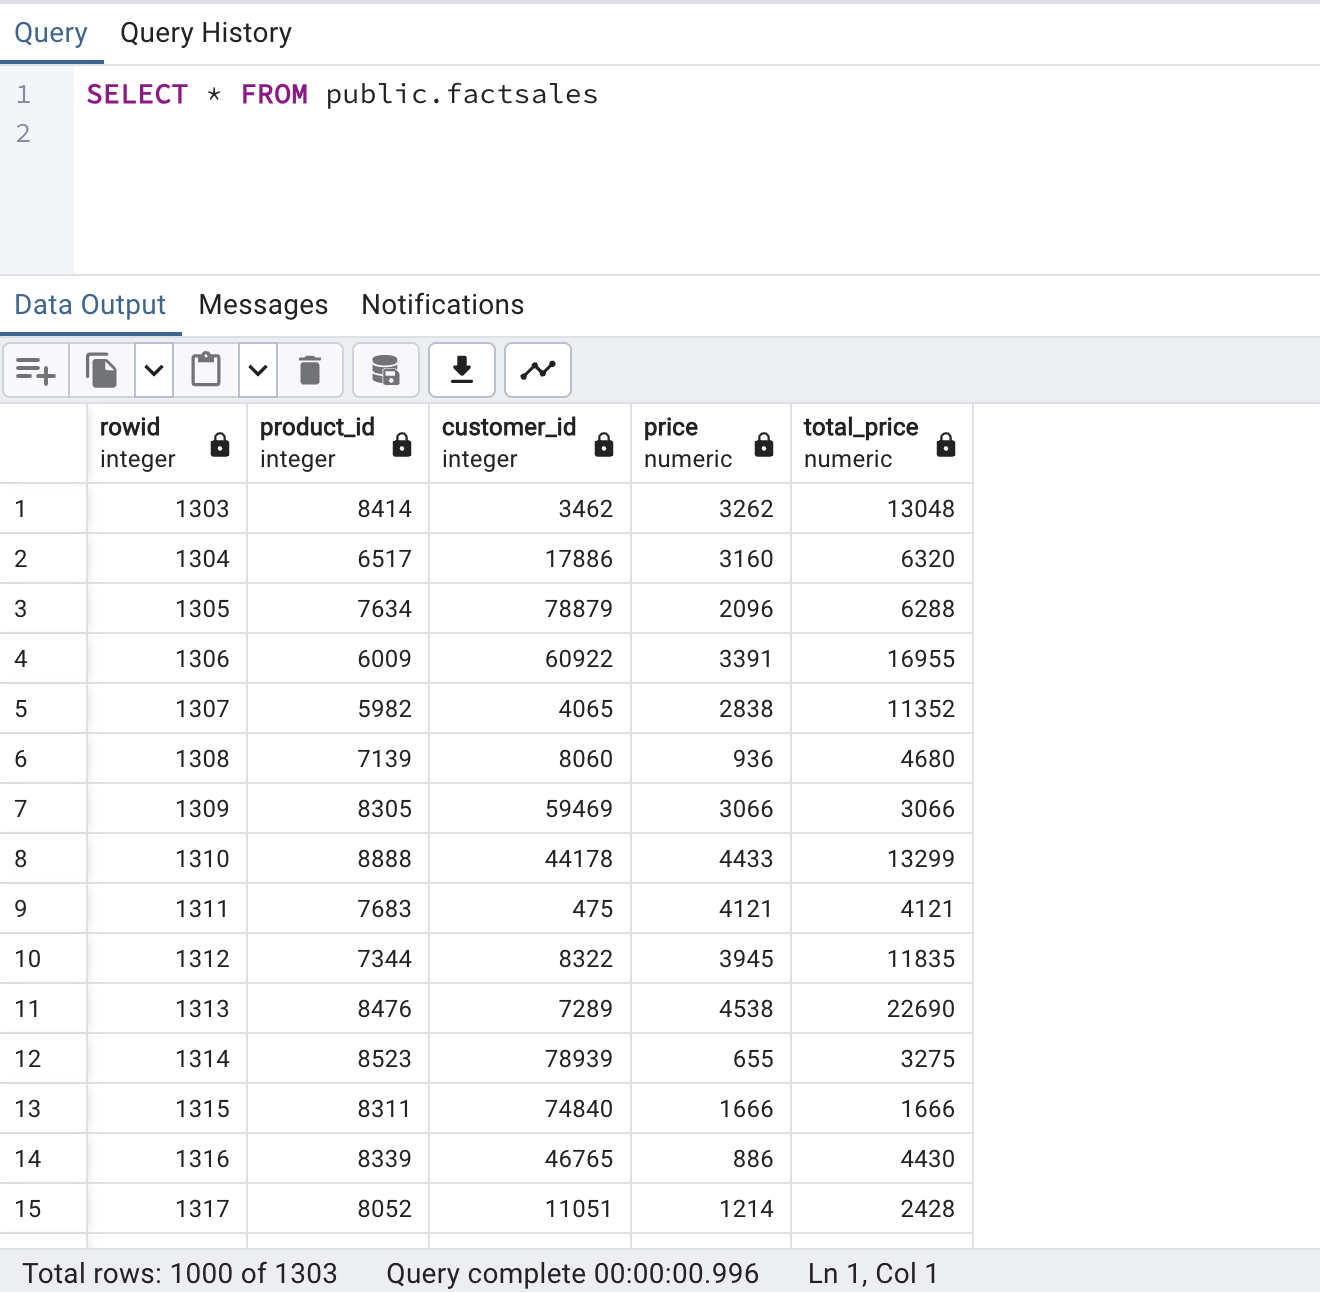 Query Query History
1 SELECT * FROM public.factsales
2
Data Output Messages Notifications
rowid product_id customer_id price total_price
integer integer integer numeric numeric
1 1303 8414 3462 3262 13048
2 1304 6517 17886 3160 6320
3 1305 7634 78879 2096 6288
4 1306 6009 60922 3391 16955
5 1307 5982 4065 2838 11352
6 1308 7139 8060 936 4680
7 1309 8305 59469 3066 3066
8 1310 8888 44178 4433 13299
9 1311 7683 475 4121 4121
10 1312 7344 8322 3945 11835
11 1313 8476 7289 4538 22690
12 1314 8523 78939 655 3275
13 1315 8311 74840 1666 1666
14 1316 8339 46765 886 4430
15 1317 8052 11051 1214 2428
Total rows: 1000 of 1303 Query complete 00:00:00.996 Ln 1, Col 1